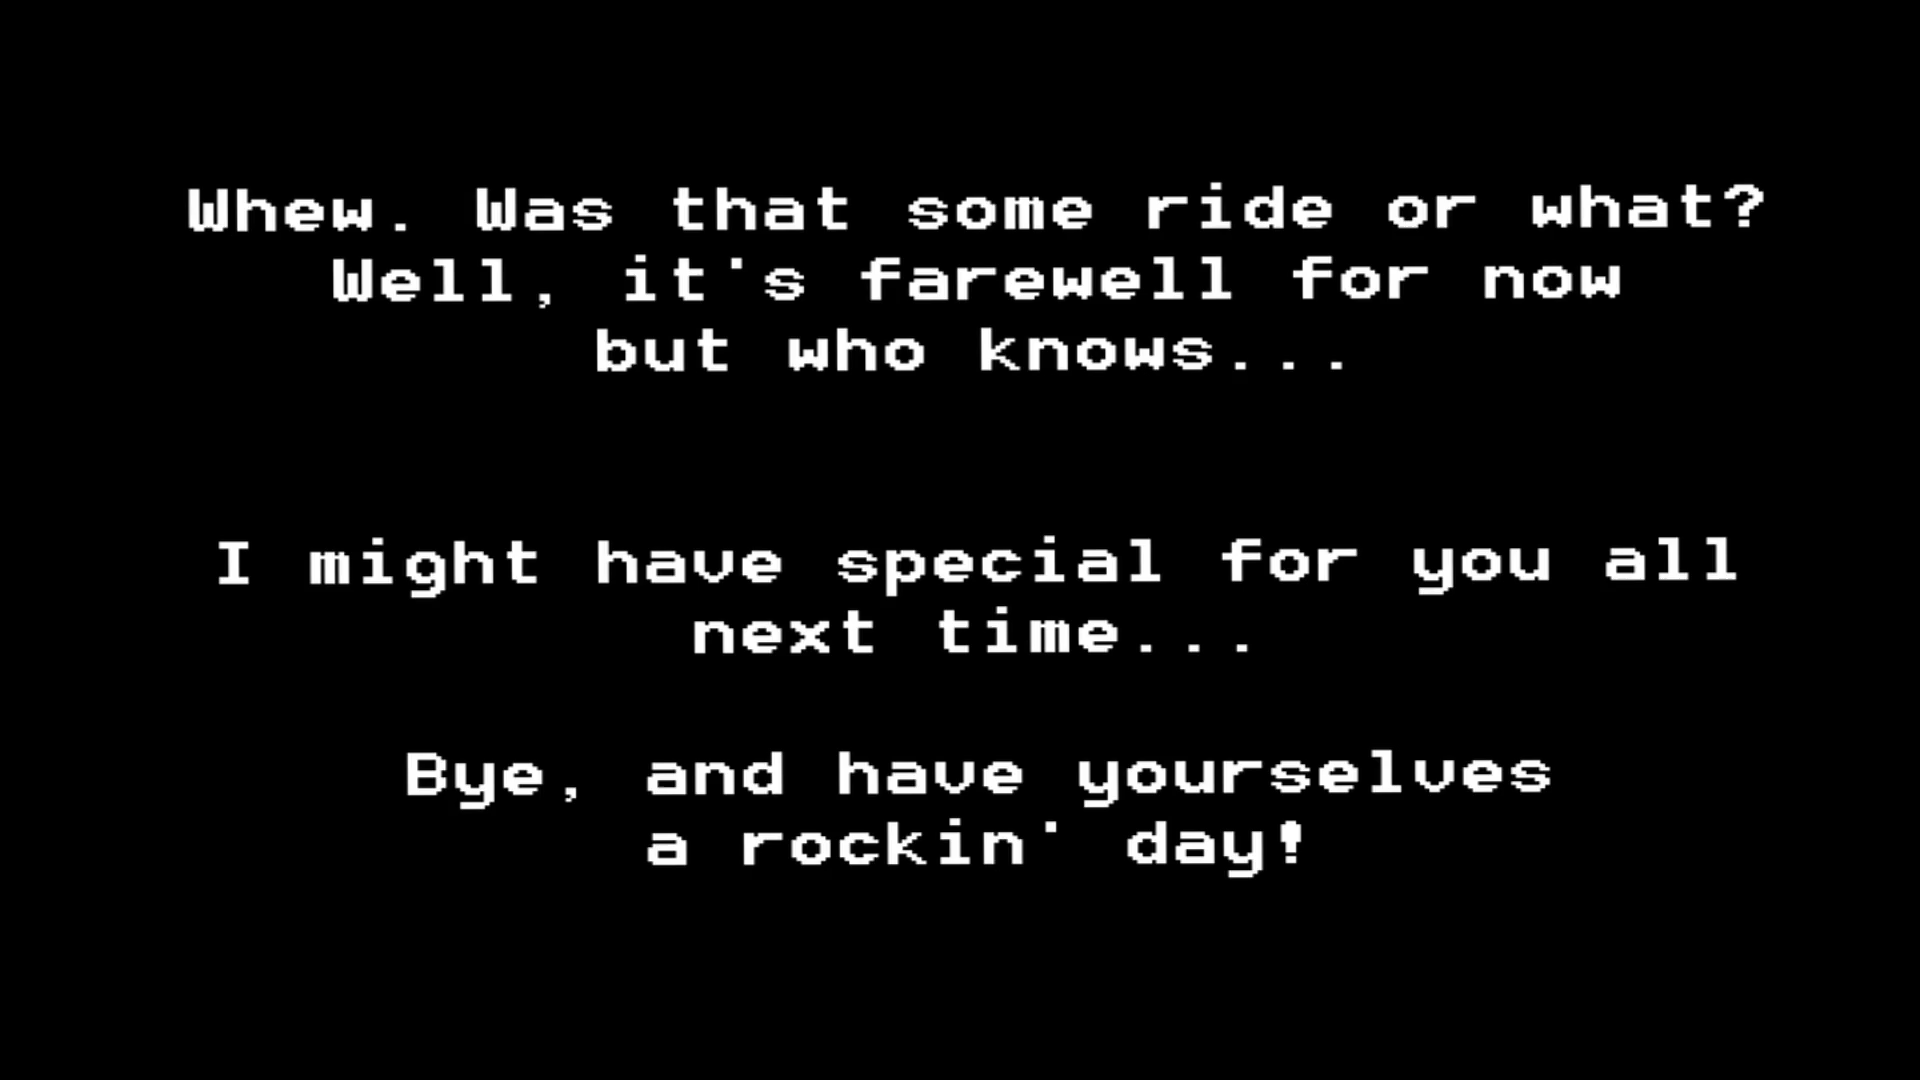 Whew. Was that some ride or what?
Well, it's farewell for now
but who knows...
I might have special for you all
next time...
Bye, and have yourselves
a rockin' day!